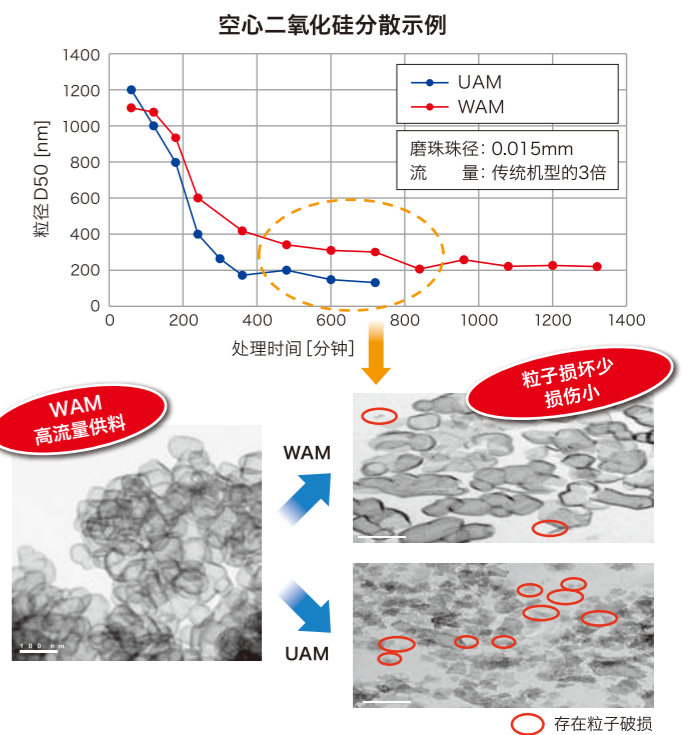 空心二氧化硅分散示例
1400
1200
1000
800
600
400
200
0
粒径 D50 [nm]
UAM
WAM
磨珠珠径：0.015mm
流　　量：传统机型的3倍
0 200 400 600 800 1000 1200 1400
处理时间 [分钟]
粒子损坏少
损伤小
WAM
高流量供料
WAM
UAM
100 nm
存在粒子破损